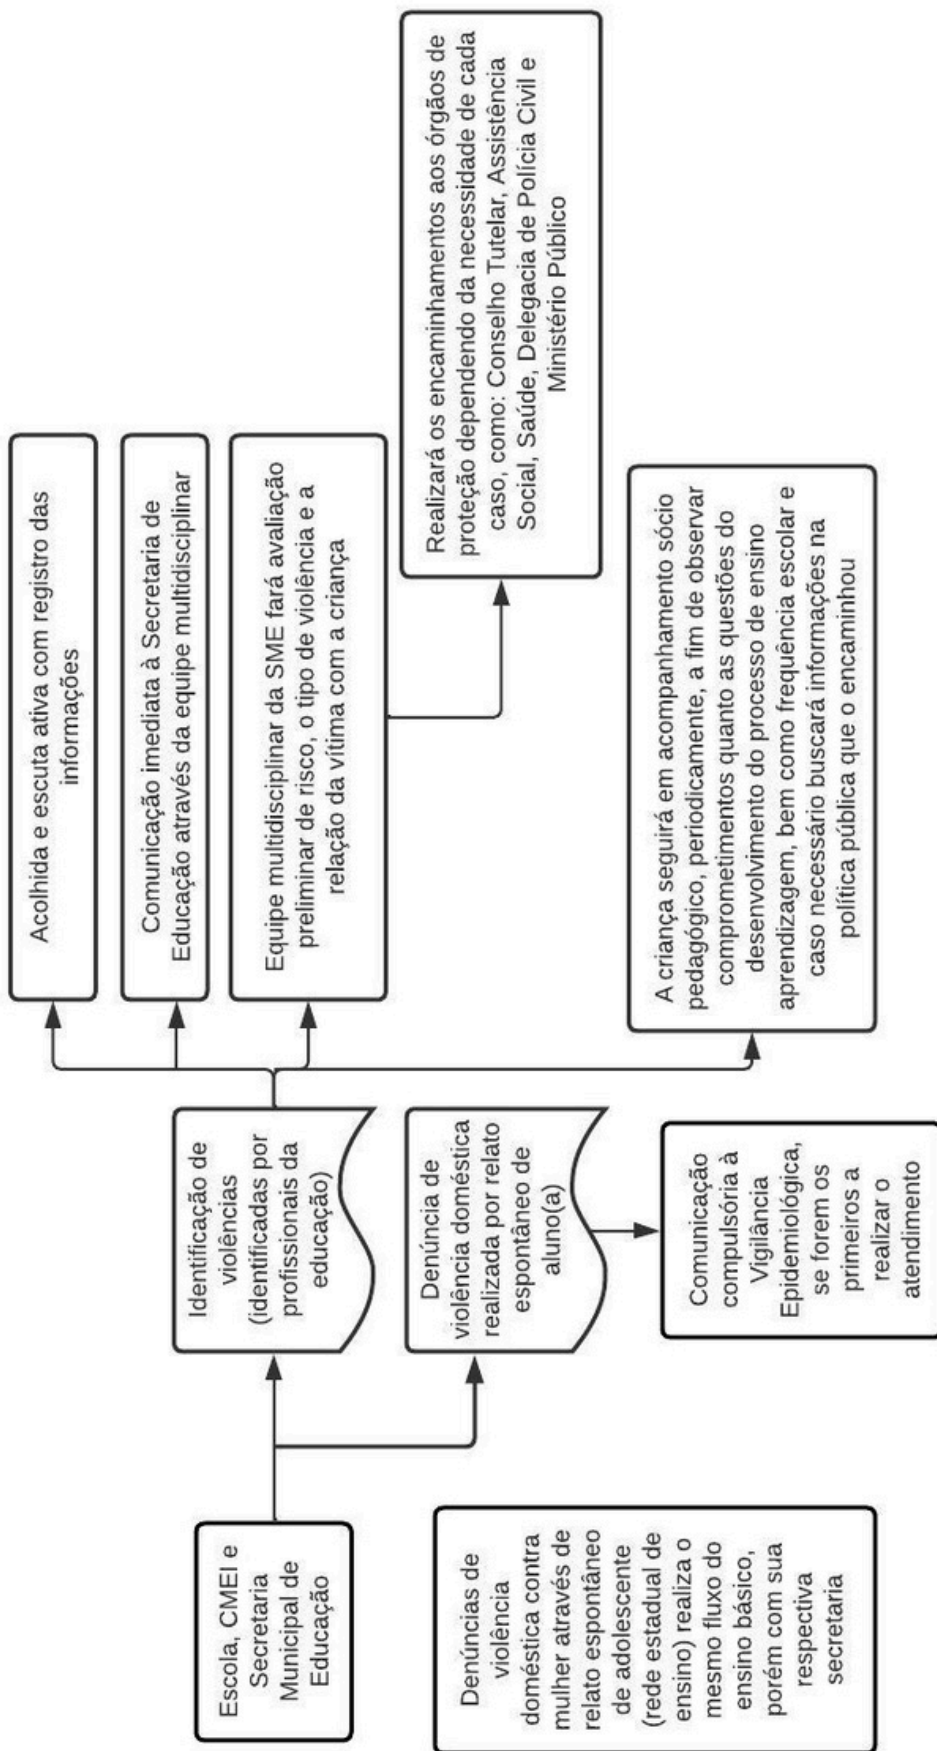 Escola, CMEI e
Secretaria
Municipal de
Educação
Denúncias de
violência
doméstica contra
mulher através de
relato espontâneo
de adolescente
(rede estadual de
ensino) realiza o
mesmo fluxo do
ensino básico,
porém com sua
respectiva
secretaria
Identificação de
violências
(identificadas por
profissionais da
educação)
Denúncia de
violência doméstica
realizada por relato
espontâneo de
aluno(a)
Comunicação
compulsória à
Vigilância
Epidemiológica,
se forem os
primeiros a
realizar o
atendimento
Acolhida e escuta ativa com registro das
informações
Comunicação imediata à Secretaria de
Educação através da equipe multidisciplinar
Equipe multidisciplinar da SME fará avaliação
preliminar de risco, o tipo de violência e a
relação da vítima com a criança
Realizará os encaminhamentos aos órgãos de
proteção dependendo da necessidade de cada
caso, como: Conselho Tutelar, Assistência
Social, Saúde, Delegacia de Polícia Civil e
Ministério Público
A criança seguirá em acompanhamento sócio
pedagógico, periodicamente, a fim de observar
comprometimentos quanto as questões do
desenvolvimento do processo de ensino
aprendizagem, bem como frequência escolar e
caso necessário buscará informações na
política pública que o encaminhou